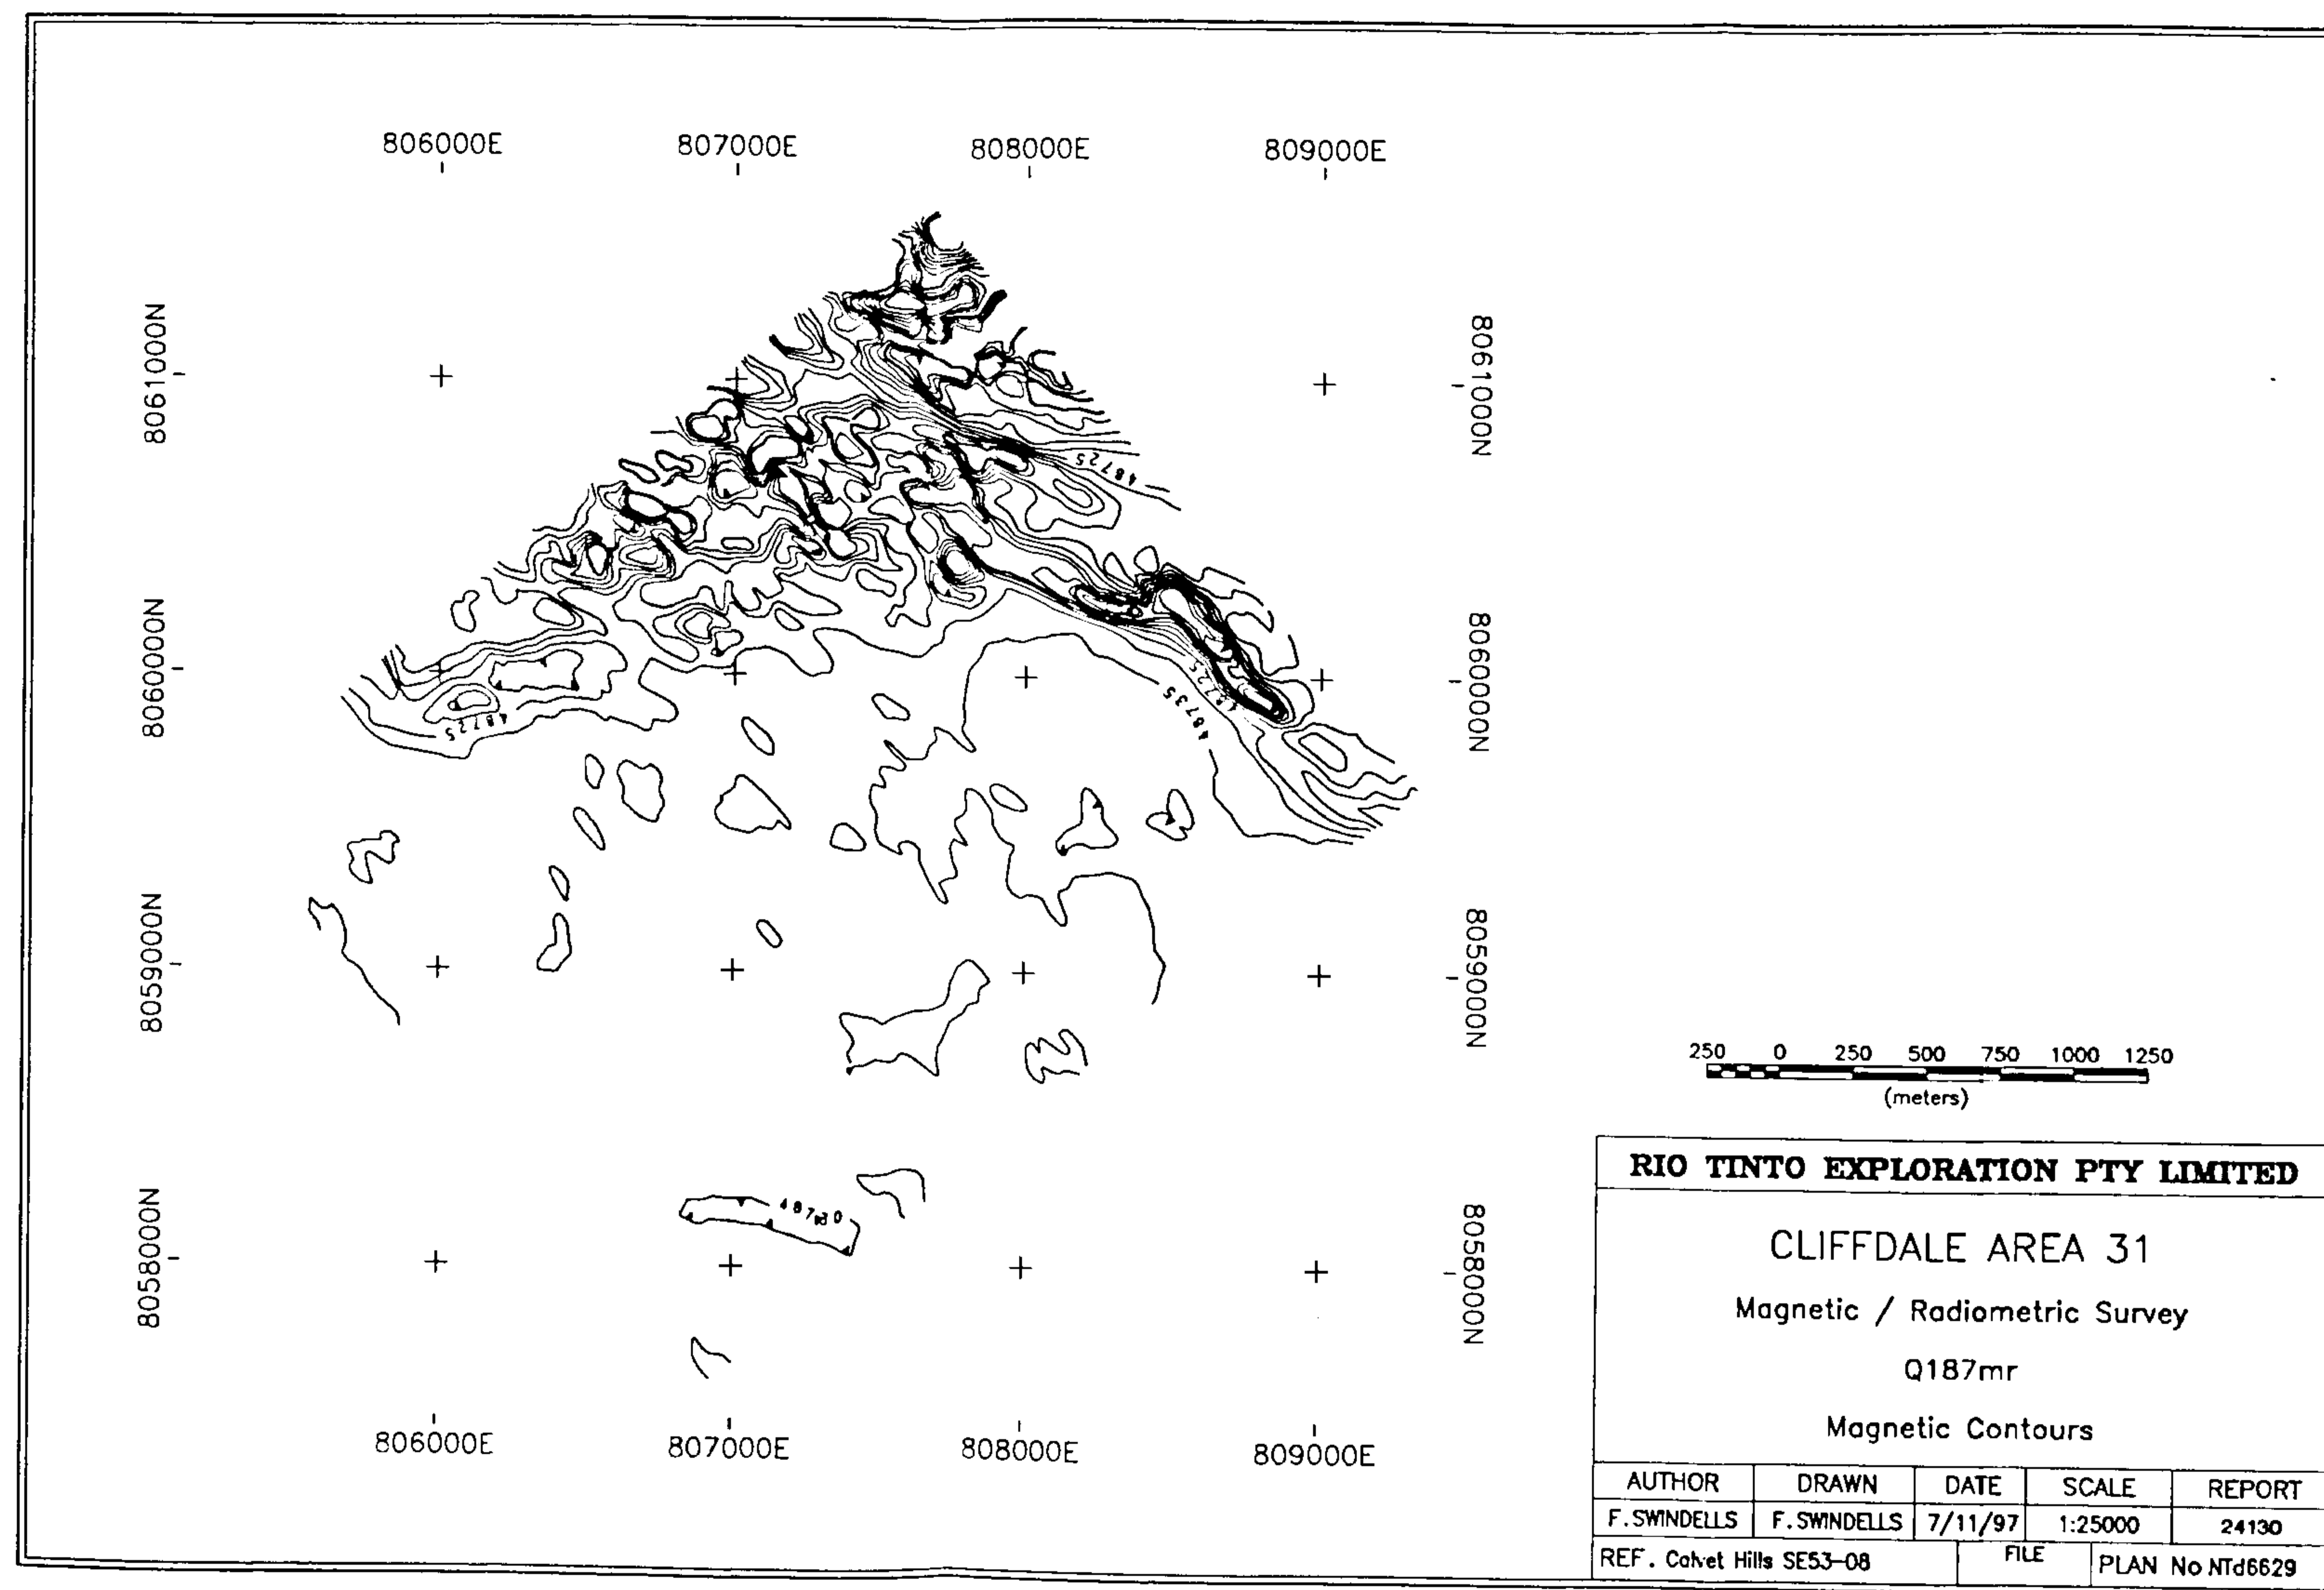 806000E 807000E 808000E 809000E
8061000N
8061000N
48725
8060000N
8060000N
48725
48725
48735
8059000N
8059000N
250 0 250 500 750 1000 1250
(meters)
8058000N
8058000N
48730
806000E 807000E 808000E 809000E
RIO TINTO EXPLORATION PTY LIMITED
CLIFFDALE AREA 31
Magnetic / Radiometric Survey
Q187mr
Magnetic Contours
AUTHOR DRAWN DATE SCALE REPORT
F.SWINDELLS F.SWINDELLS 7/11/97 1:25000 24130
REF. Calvet Hills SE53-08 FILE PLAN No NTd6629